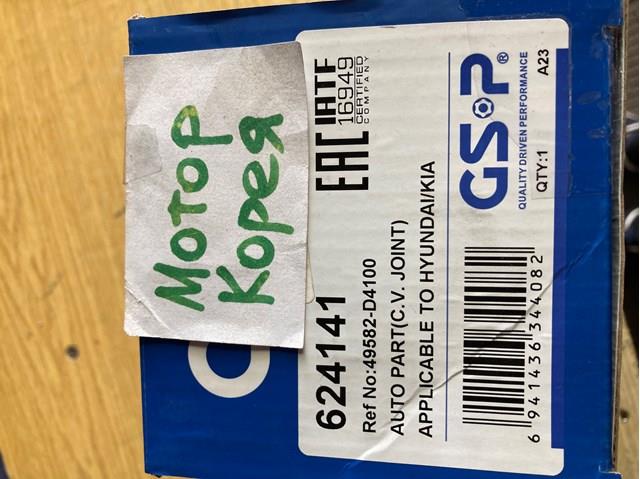 Мотор
Корея
EAC
IATF
16949
CERTIFIED
COMPANY
624141
Ref No:49582-D4100
AUTO PART(C.V. JOINT)
APPLICABLE TO HYUNDAI/KIA
GSP®
QUALITY DRIVEN PERFORMANCE
QTY:1
A23
6 941436 344082